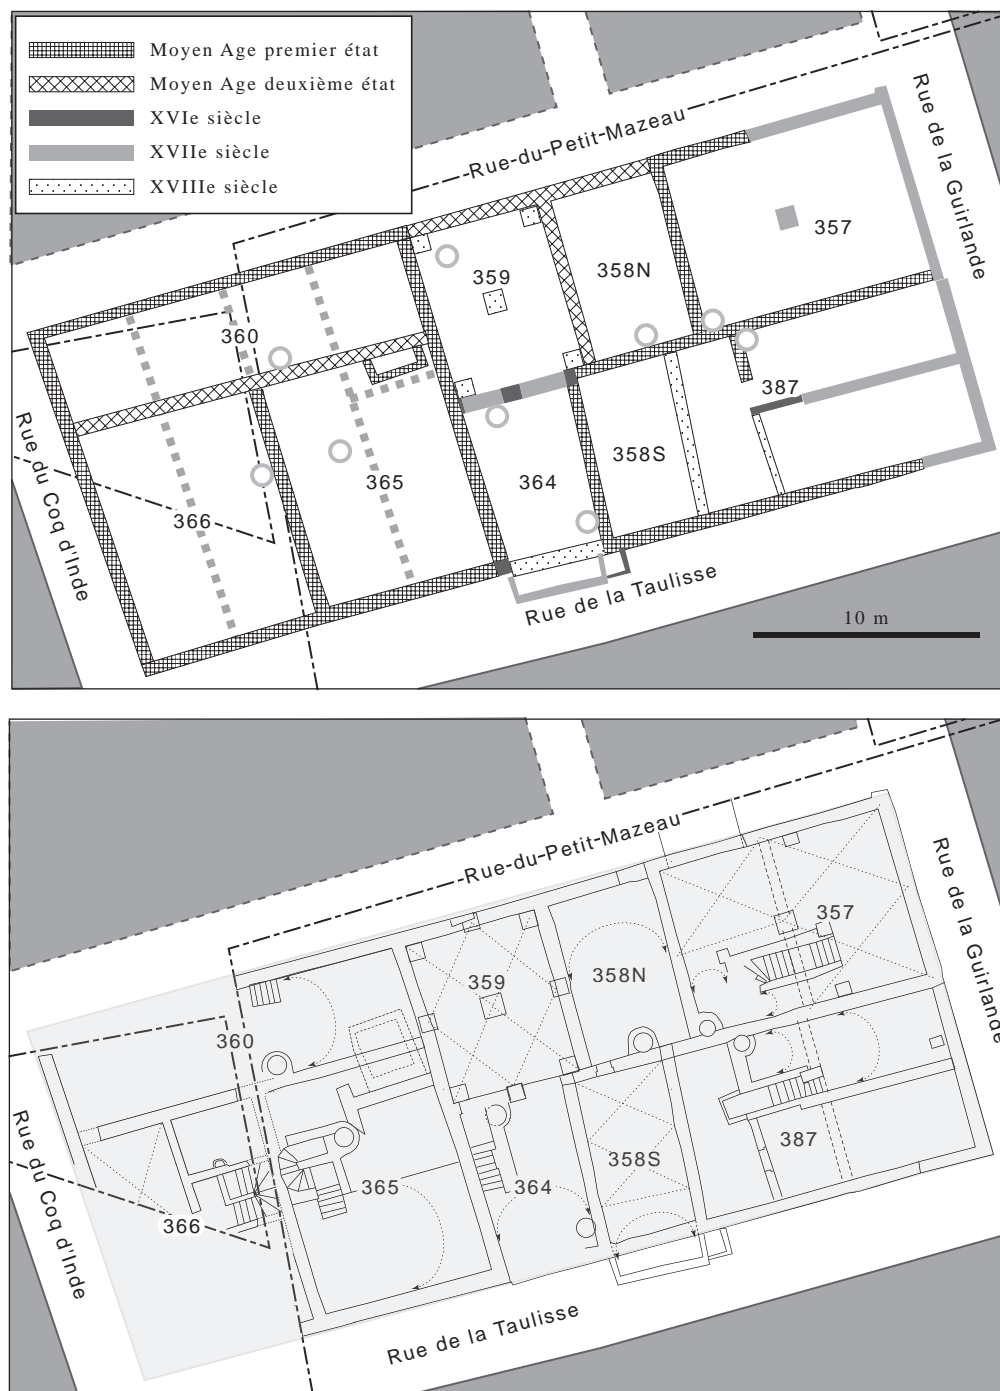 Moyen Age premier état
Moyen Age deuxième état
XVIe siècle
XVIIe siècle
XVIIIe siècle
Rue-du-Petit-Mazeau
Rue de la Guirlande
357
359
358N
360
387
358S
365
364
366
Rue du Coq d'Inde
Rue de la Taulisse
10 m
Rue-du-Petit-Mazeau
Rue de la Guirlande
357
359
358N
360
387
358S
365
364
366
Rue du Coq d'Inde
Rue de la Taulisse